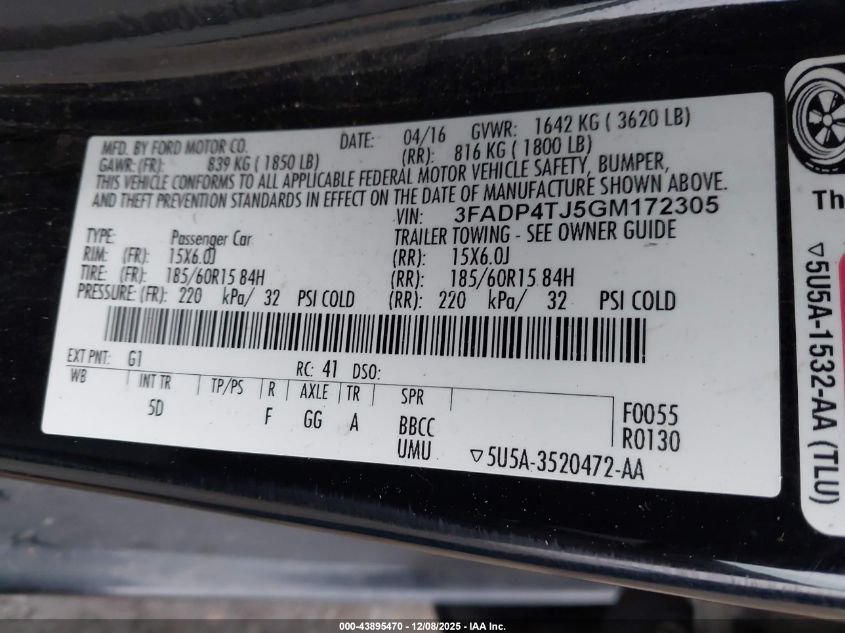 MFD. BY FORD MOTOR CO. DATE: 04/16 GVWR: 1642 KG ( 3620 LB)
GAWR: (FR): 839 KG ( 1850 LB) (RR): 816 KG ( 1800 LB)
THIS VEHICLE CONFORMS TO ALL APPLICABLE FEDERAL MOTOR VEHICLE SAFETY, BUMPER,
AND THEFT PREVENTION STANDARDS IN EFFECT ON THE DATE OF MANUFACTURE SHOWN ABOVE.
VIN: 3FADP4TJ5GM172305
TYPE: Passenger Car TRAILER TOWING - SEE OWNER GUIDE
RIM: (FR): 15X6.0J (RR): 15X6.0J
TIRE: (FR): 185/60R15 84H (RR): 185/60R15 84H
PRESSURE: (FR): 220 kPa/ 32 PSI COLD (RR): 220 kPa/ 32 PSI COLD
EXT PNT: G1 RC: 41 DSO:
WB INT TR TP/PS R AXLE TR SPR
5D F GG A BBCC F0055
UMU R0130
▽5U5A-3520472-AA
Th
▽5U5A-1532-AA (TLU)
000-43895470 - 12/08/2025 - IAA Inc.